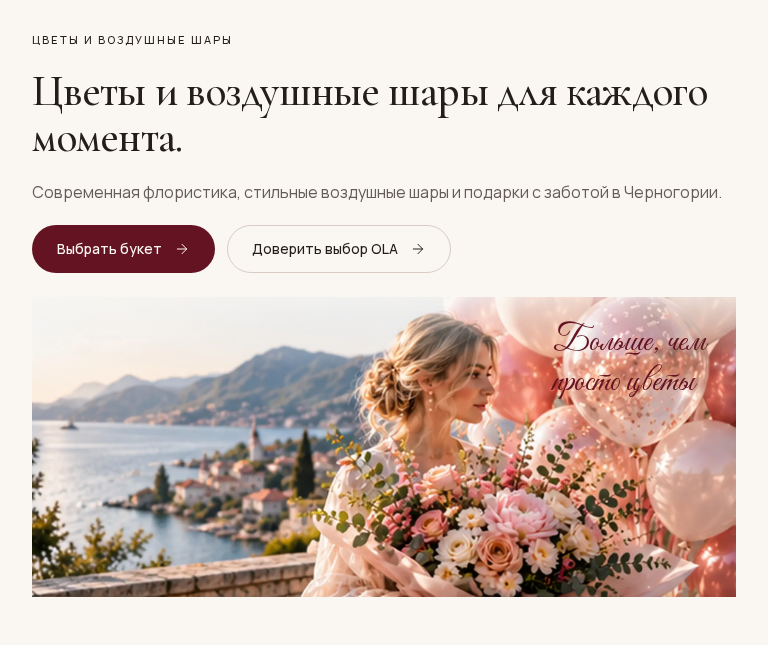 ЦВЕТЫ И ВОЗДУШНЫЕ ШАРЫ
Цветы и воздушные шары для каждого
момента.
Современная флористика, стильные воздушные шары и подарки с заботой в Черногории.
Выбрать букет →
Доверить выбор OLA →
Больше, чем
просто цветы